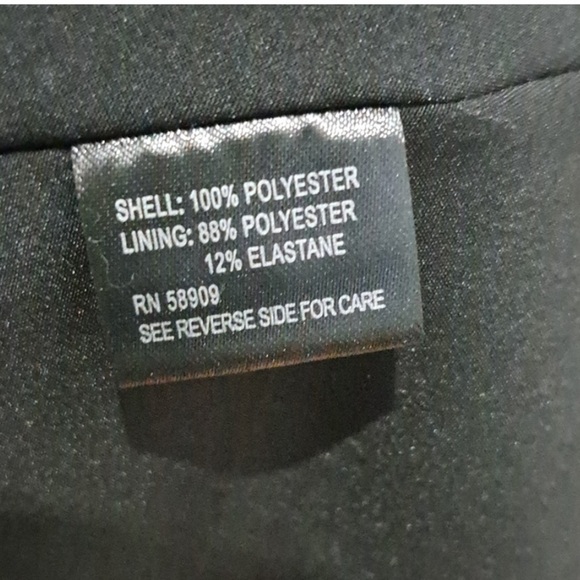 SHELL: 100% POLYESTER
LINING: 88% POLYESTER
12% ELASTANE
RN 58909
SEE REVERSE SIDE FOR CARE